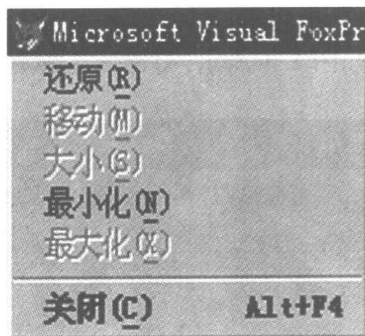 Microsoft Visual FoxPr
还原(R)
移动(M)
大小(S)
最小化(N)
最大化(X)
关闭(C) Alt+F4